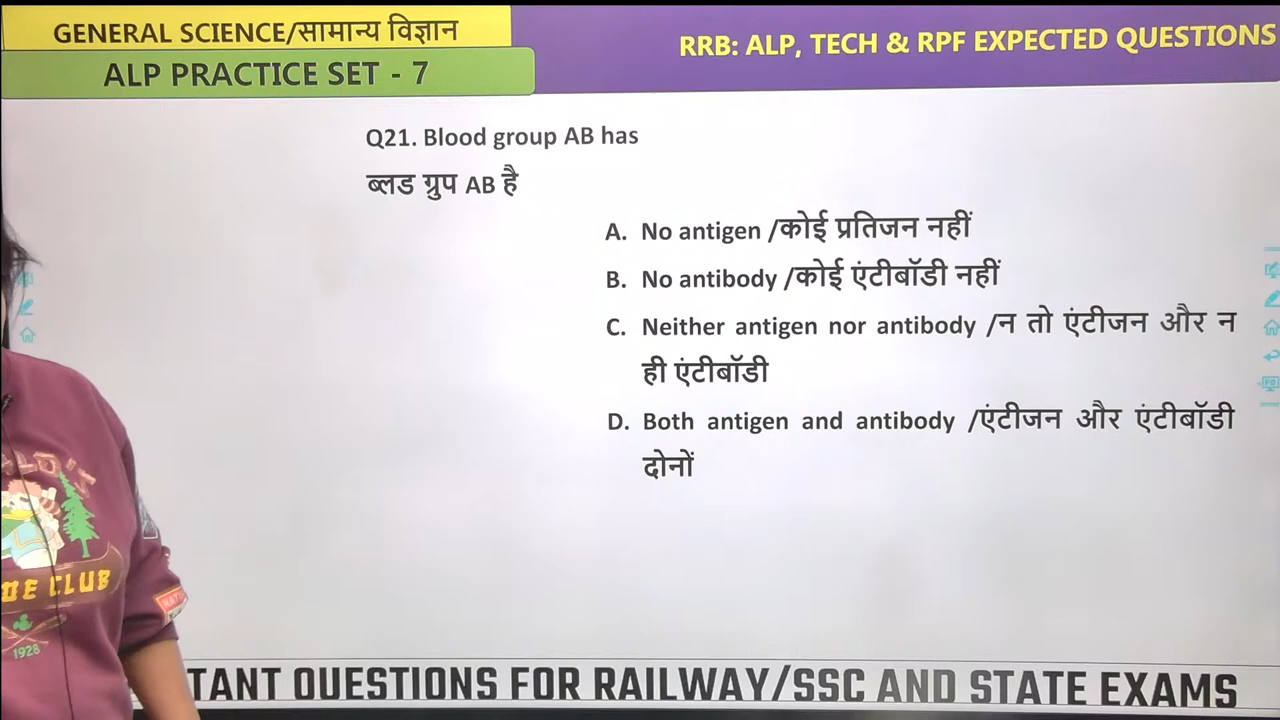 GENERAL SCIENCE/सामान्य विज्ञान
RRB: ALP, TECH & RPF EXPECTED QUESTIONS
ALP PRACTICE SET - 7
Q21. Blood group AB has
ब्लड ग्रुप AB है
A. No antigen /कोई प्रतिजन नहीं
B. No antibody /कोई एंटीबॉडी नहीं
C. Neither antigen nor antibody /न तो एंटीजन और न
ही एंटीबॉडी
D. Both antigen and antibody /एंटीजन और एंटीबॉडी
दोनों
CLUB
1928
QUESTIONS FOR RAILWAY/SSC AND STATE EXAMS